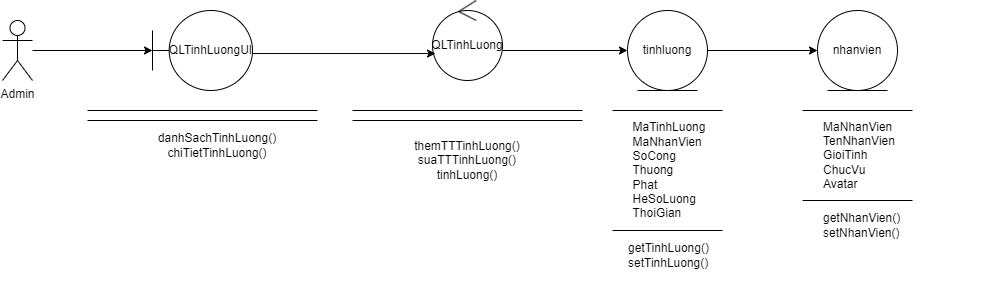 Admin
QLTinhLuongUI
QLTinhLuong
tinhluong
nhanvien
danhSachTinhLuong()
chiTietTinhLuong()
themTTTinhLuong()
suaTTTinhLuong()
tinhLuong()
MaTinhLuong
MaNhanVien
SoCong
Thuong
Phat
HeSoLuong
ThoiGian
getTinhLuong()
setTinhLuong()
MaNhanVien
TenNhanVien
GioiTinh
ChucVu
Avatar
getNhanVien()
setNhanVien()